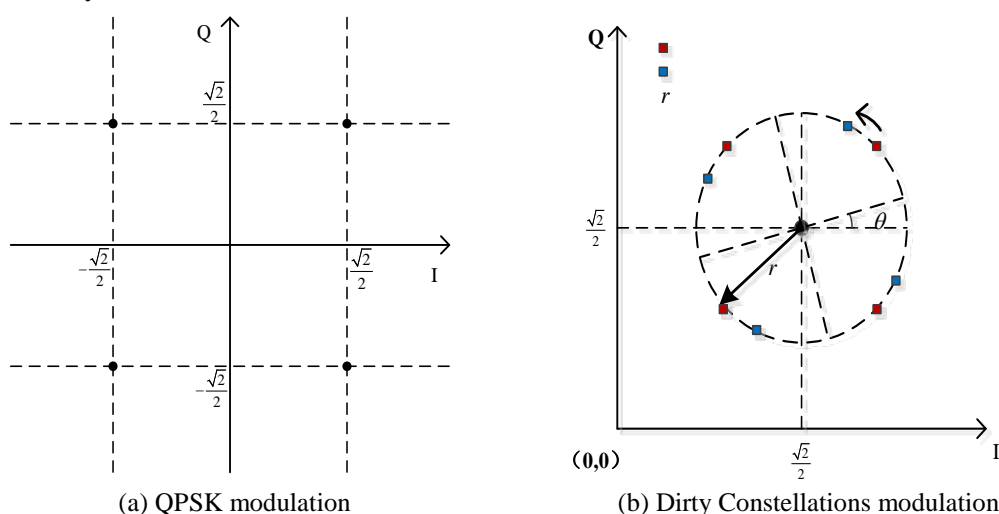 Q
√2/2
-√2/2
√2/2
I
-√2/2
(a) QPSK modulation
Q
r
√2/2
θ
r
(0,0)
√2/2
I
(b) Dirty Constellations modulation